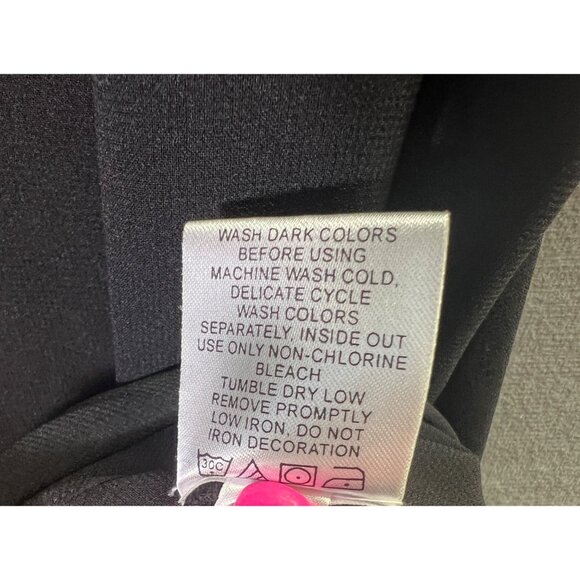 WASH DARK COLORS
BEFORE USING
MACHINE WASH COLD,
DELICATE CYCLE
WASH COLORS
SEPARATELY, INSIDE OUT
USE ONLY NON-CHLORINE
BLEACH
TUMBLE DRY LOW
REMOVE PROMPTLY
LOW IRON, DO NOT
IRON DECORATION
30C